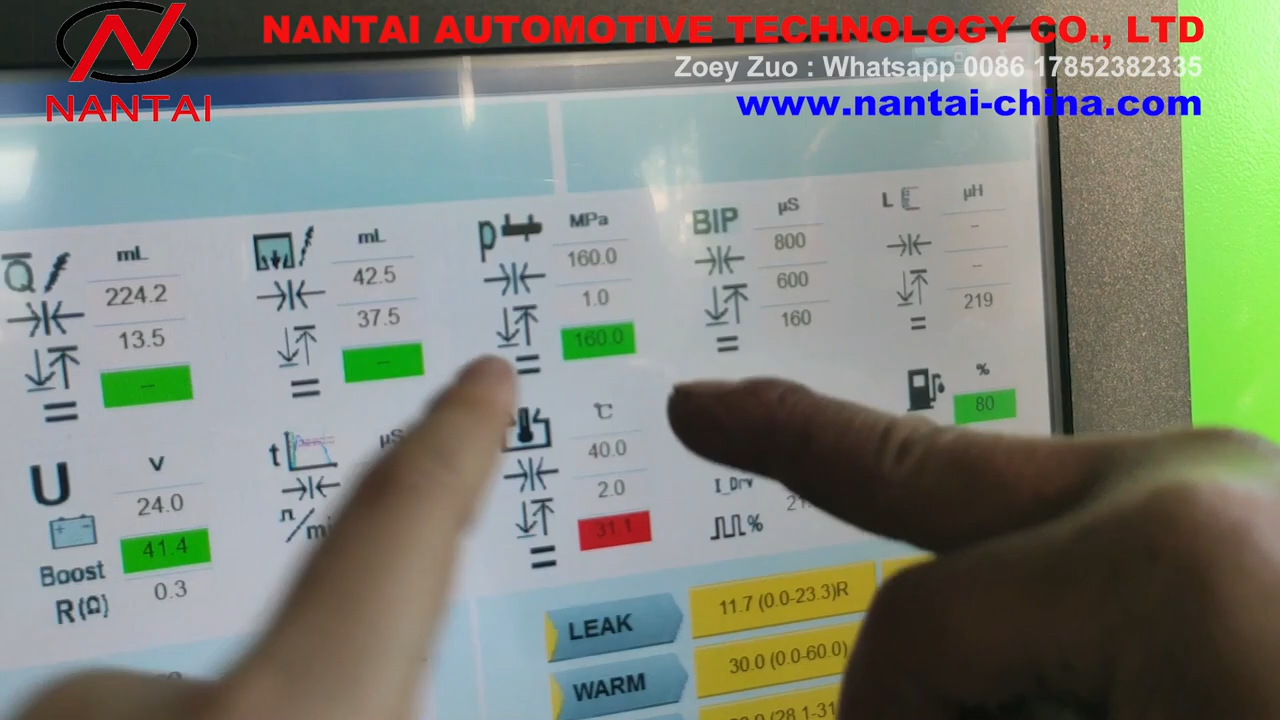 NANTAI AUTOMOTIVE TECHNOLOGY CO., LTD
Zoey Zuo : Whatsapp 0086 17852382335
www.nantai-china.com
NANTAI
Q mL
224.2
13.5
--
mL
42.5
37.5
--
p MPa
160.0
1.0
160.0
=
BIP µS
800
600
160
=
L µH
-
-
219
=
%
80
U V
24.0
41.4
Boost
R(Ω) 0.3
t µS
℃
40.0
2.0
31.1
=
I_Drv
%
LEAK 11.7 (0.0-23.3)R
WARM 30.0 (0.0-60.0)